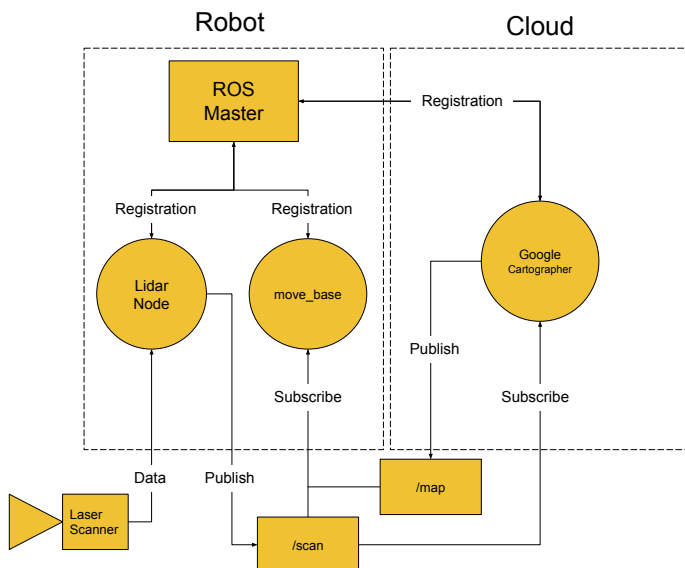 Robot
Cloud
ROS
Master
Registration
Registration
Registration
Lidar
Node
move_base
Google
Cartographer
Publish
Subscribe
Subscribe
Data
Publish
/map
Laser
Scanner
/scan